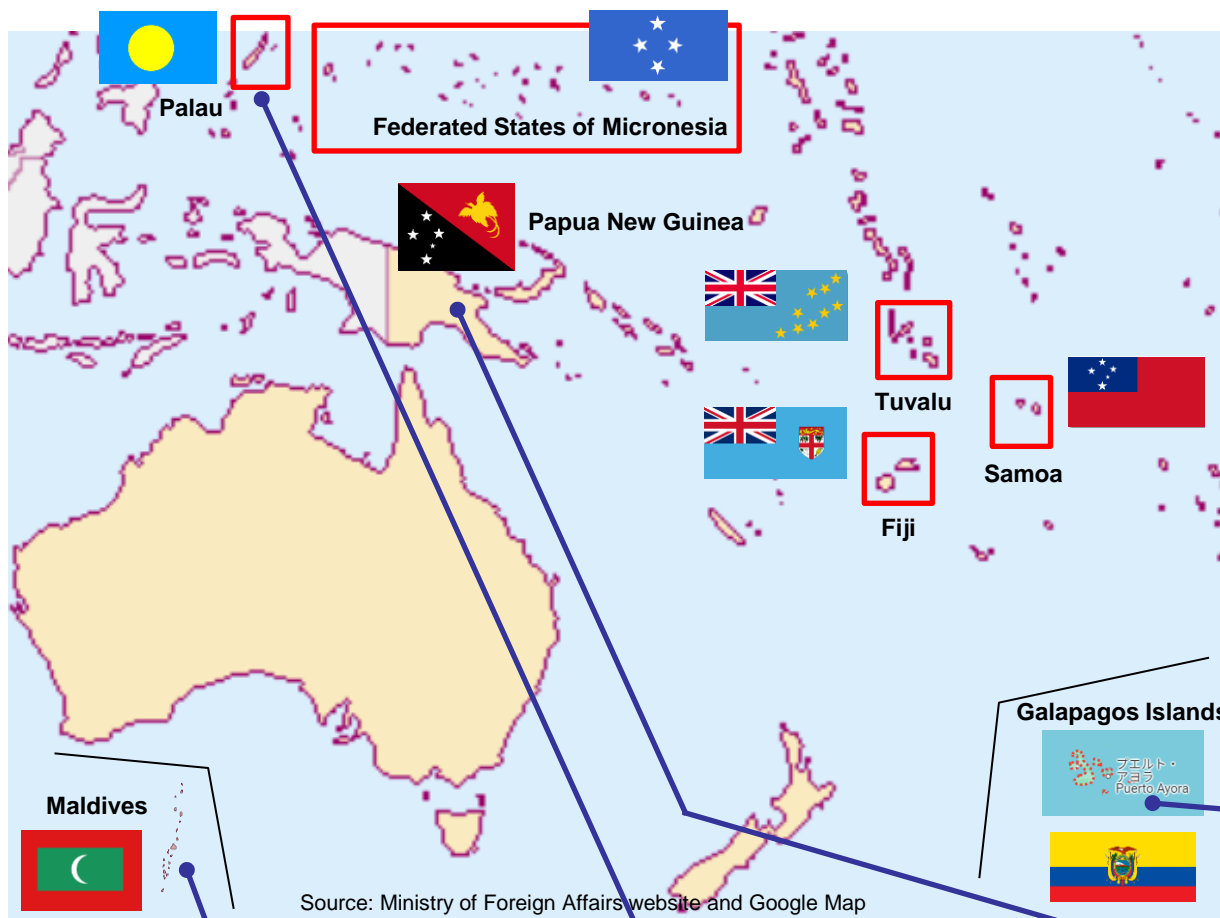 Palau
Federated States of Micronesia
Papua New Guinea
Tuvalu
Samoa
Fiji
Galapagos Islands
プエルト・
アヨラ
Puerto Ayora
Maldives
Source: Ministry of Foreign Affairs website and Google Map